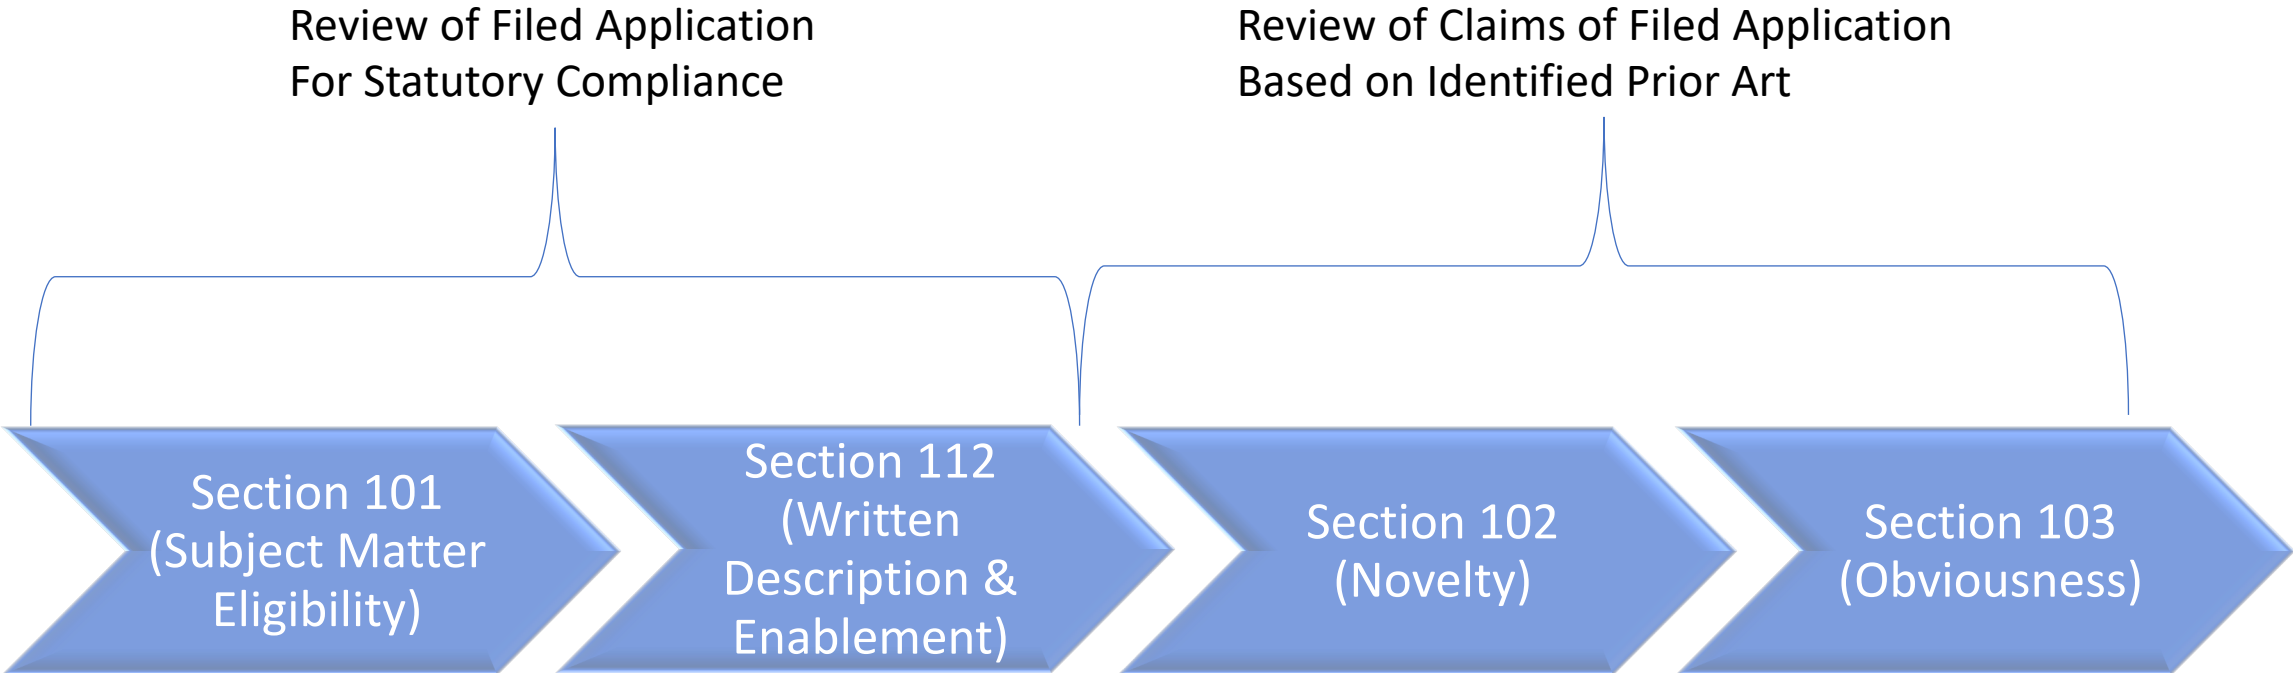 Review of Filed Application
For Statutory Compliance
Review of Claims of Filed Application
Based on Identified Prior Art
Section 101
(Subject Matter
Eligibility)
Section 112
(Written
Description &
Enablement)
Section 102
(Novelty)
Section 103
(Obviousness)